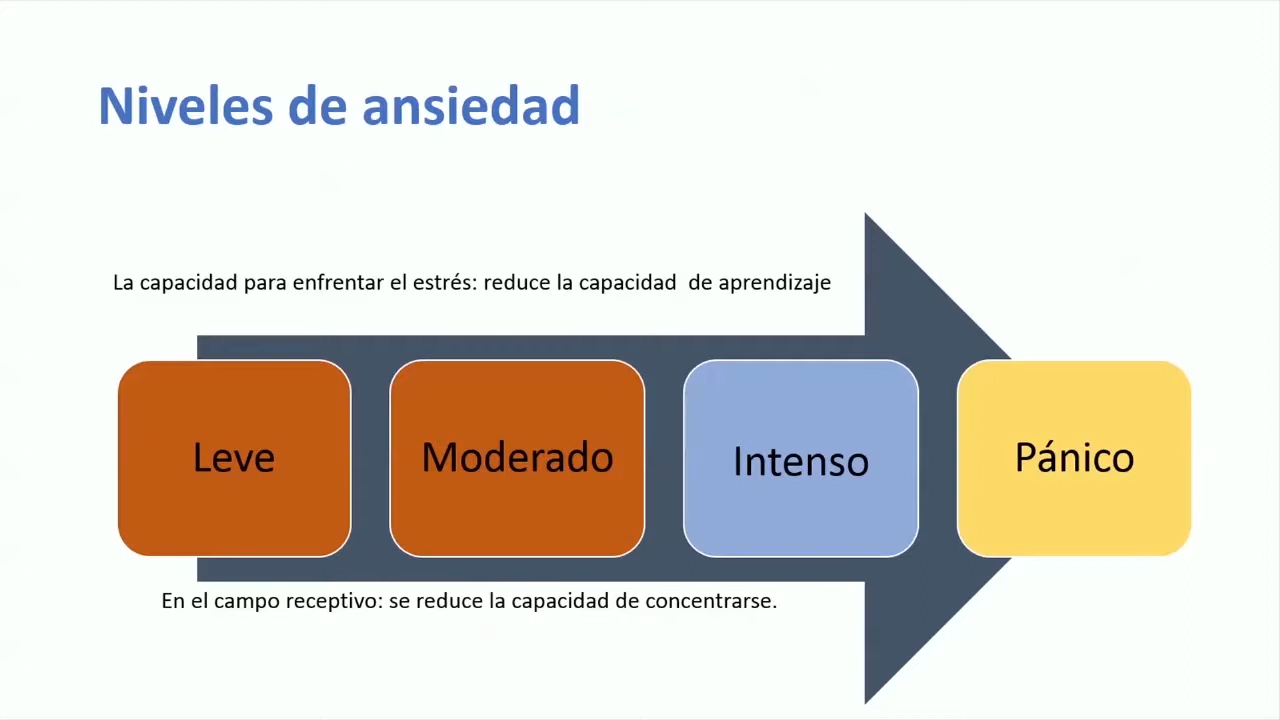 Niveles de ansiedad
La capacidad para enfrentar el estrés: reduce la capacidad  de aprendizaje
Leve
Moderado
Intenso
Pánico
En el campo receptivo: se reduce la capacidad de concentrarse.